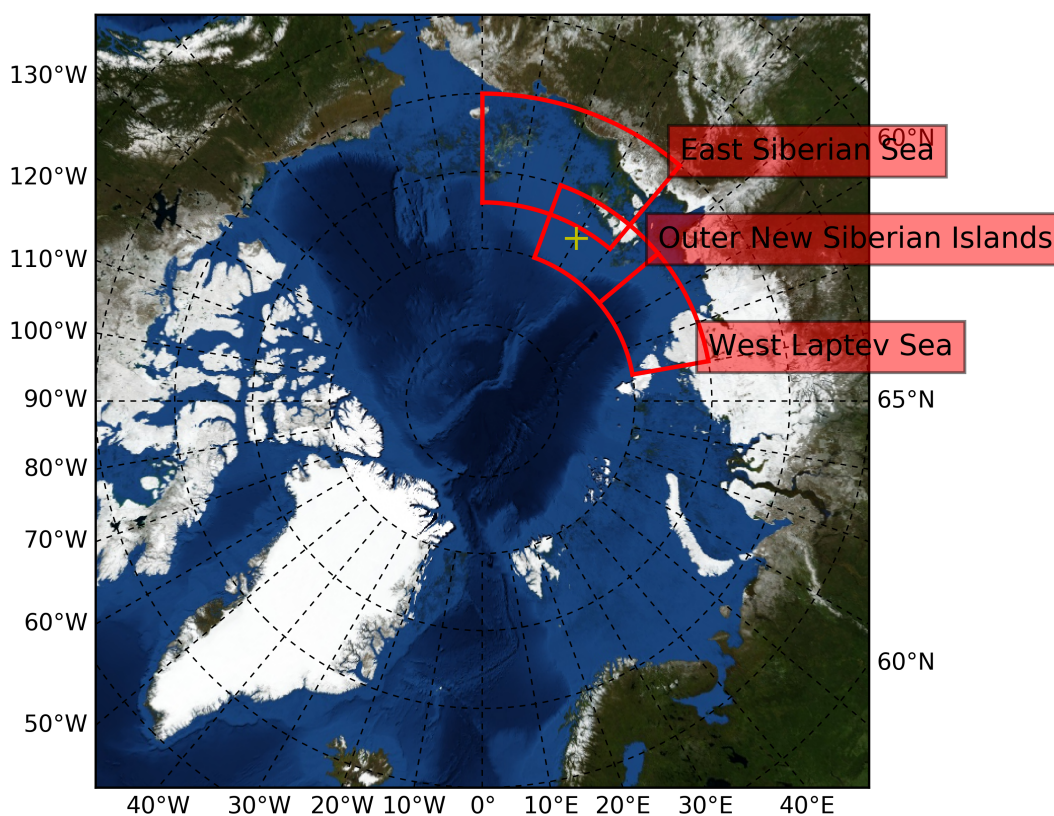 130°W
120°W
110°W
100°W
90°W
80°W
70°W
60°W
50°W
60°N
East Siberian Sea
Outer New Siberian Islands
West Laptev Sea
65°N
60°N
40°W 30°W 20°W 10°W 0° 10°E 20°E 30°E 40°E